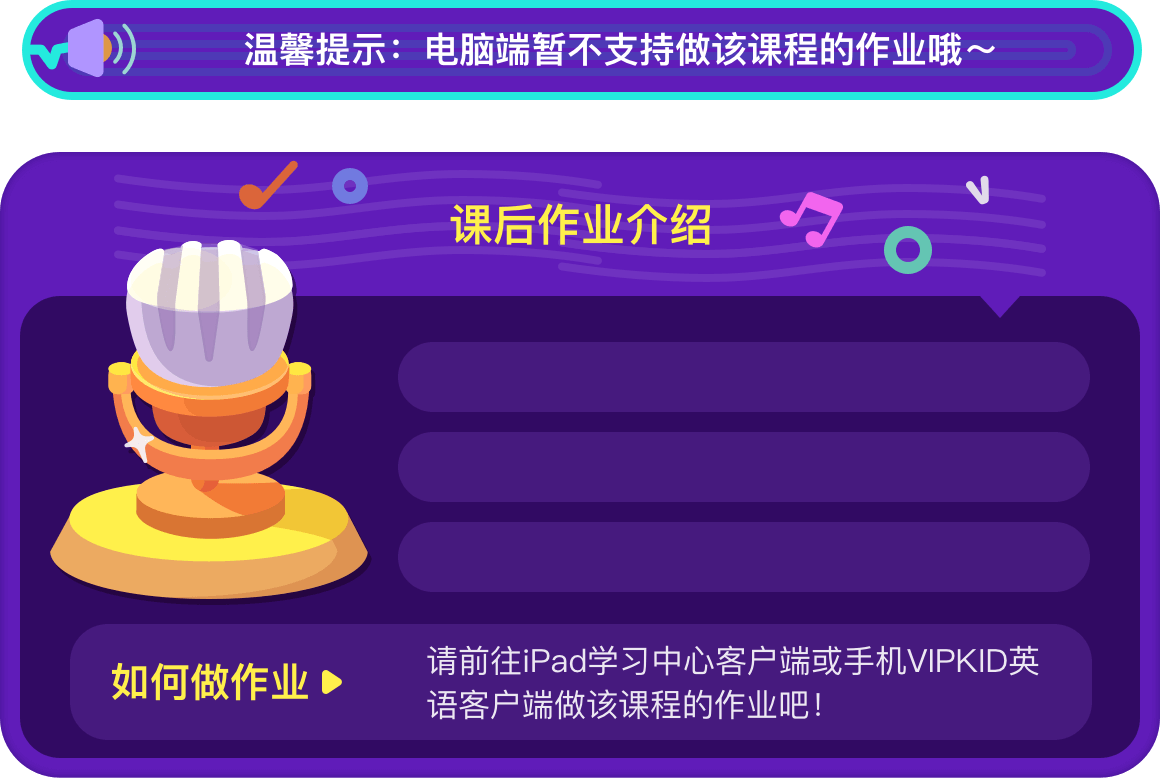 温馨提示：电脑端暂不支持做该课程的作业哦～
课后作业介绍
如何做作业
请前往iPad学习中心客户端或手机VIPKID英
语客户端做该课程的作业吧！